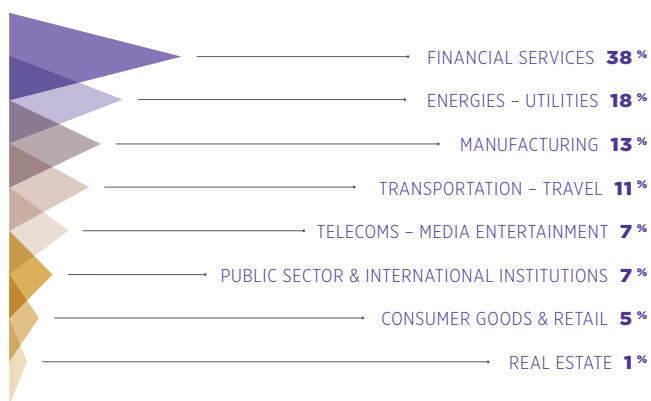 FINANCIAL SERVICES 38 %
ENERGIES – UTILITIES 18 %
MANUFACTURING 13 %
TRANSPORTATION – TRAVEL 11 %
TELECOMS – MEDIA ENTERTAINMENT 7 %
PUBLIC SECTOR & INTERNATIONAL INSTITUTIONS 7 %
CONSUMER GOODS & RETAIL 5 %
REAL ESTATE 1 %